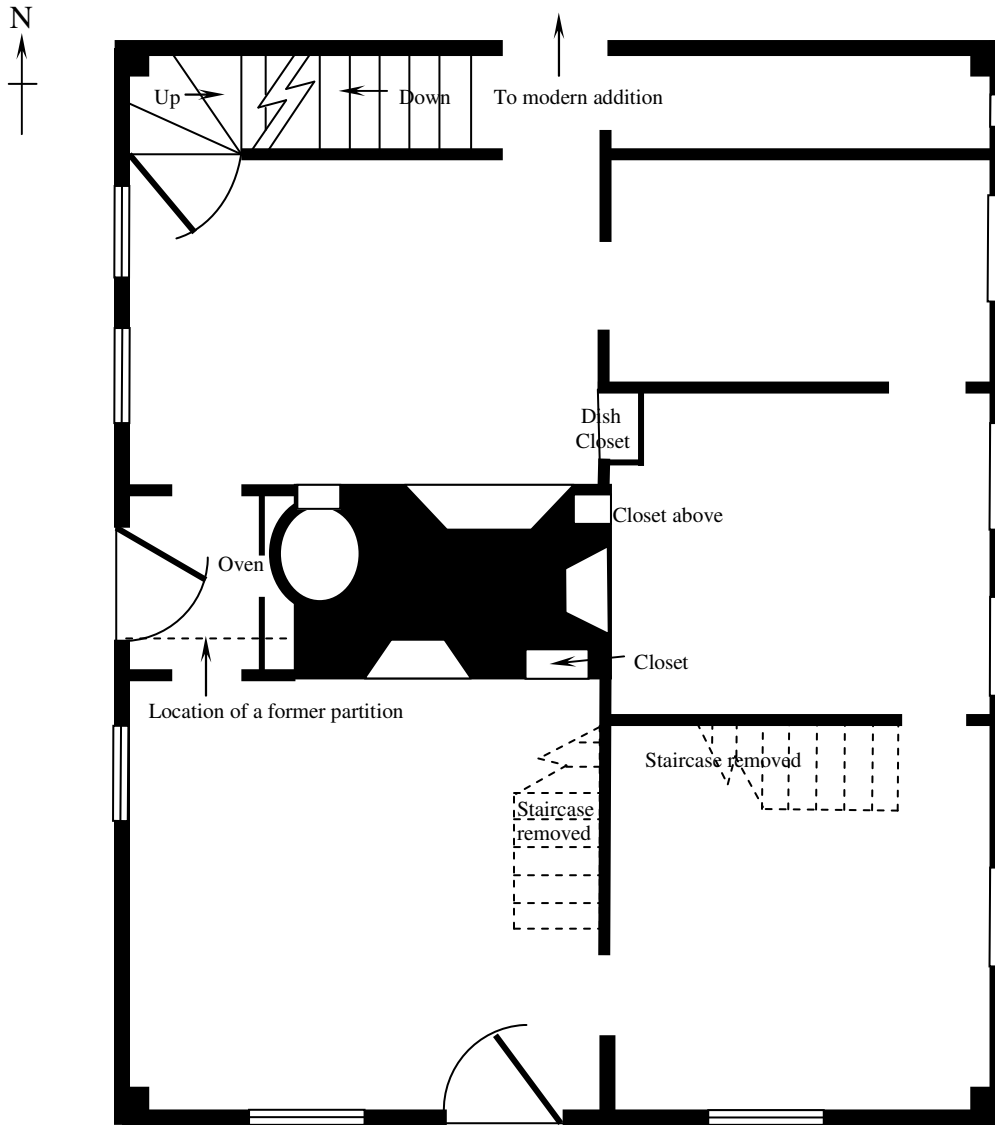 N
Up
Down
To modern addition
Dish
Closet
Closet above
Oven
Closet
Location of a former partition
Staircase removed
Staircase
removed